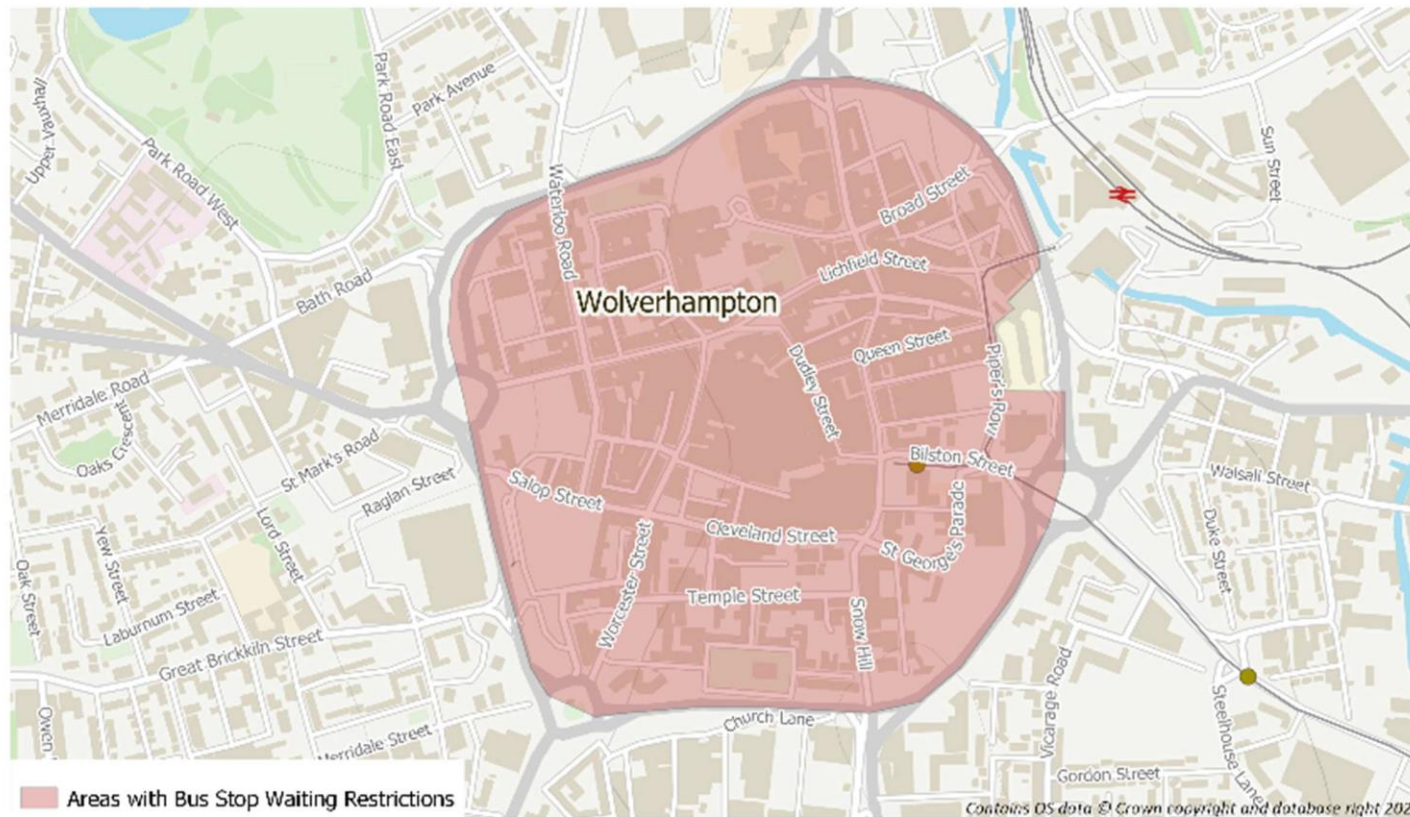 Park Road East
Park Avenue
Upper Vauxhall
Park Road West
Waterloo Road
Sun Street
Broad Street
Lichfield Street
Bath Road
Wolverhampton
Queen Street
Dudley Street
Piper's Row
Merridale Road
Oaks Crescent
St Mark's Road
Raglan Street
Bilston Street
Walsall Street
Salop Street
Lord Street
Yew Street
Oak Street
Cleveland Street
St George's Parade
Duke Street
Worcester Street
Laburnum Street
Temple Street
Great Brickkiln Street
Snow Hill
Vicarage Road
Steelhouse Lane
Owen
Church Lane
Merridale Street
Gordon Street
Areas with Bus Stop Waiting Restrictions
Contains OS data © Crown copyright and database right 202